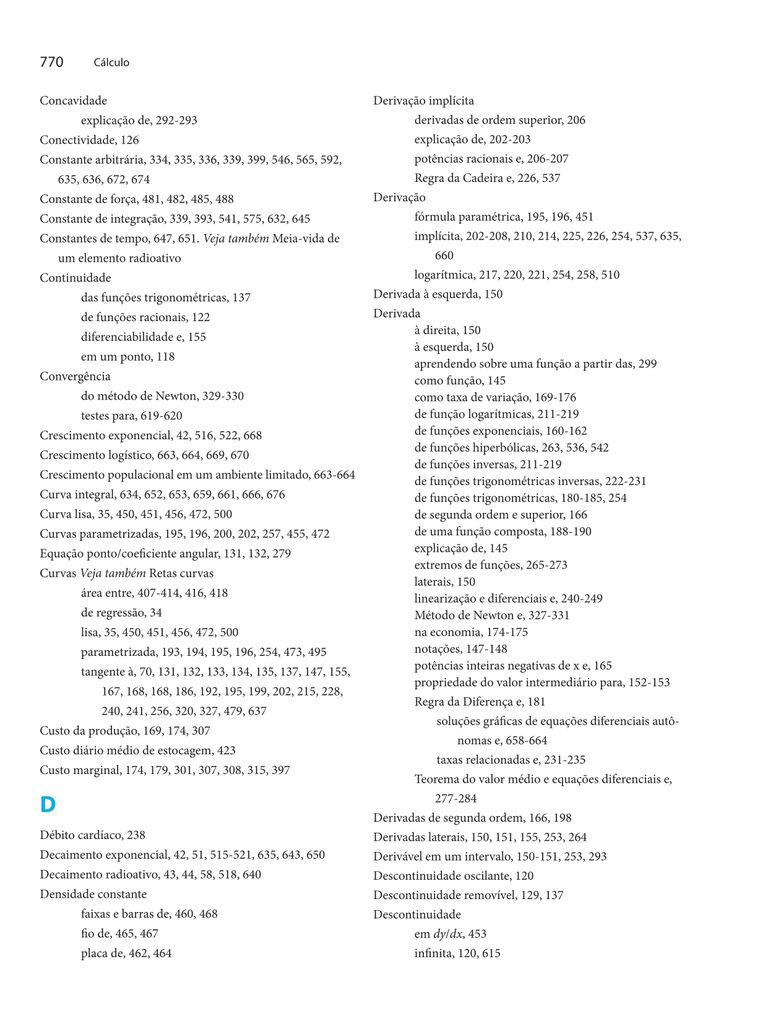 770 Cálculo
Concavidade
explicação de, 292-293
Conectividade, 126
Constante arbitrária, 334, 335, 336, 339, 399, 546, 565, 592,
635, 636, 672, 674
Constante de força, 481, 482, 485, 488
Constante de integração, 339, 393, 541, 575, 632, 645
Constantes de tempo, 647, 651. Veja também Meia-vida de
um elemento radioativo
Continuidade
das funções trigonométricas, 137
de funções racionais, 122
diferenciabilidade e, 155
em um ponto, 118
Convergência
do método de Newton, 329-330
testes para, 619-620
Crescimento exponencial, 42, 516, 522, 668
Crescimento logístico, 663, 664, 669, 670
Crescimento populacional em um ambiente limitado, 663-664
Curva integral, 634, 652, 653, 659, 661, 666, 676
Curva lisa, 35, 450, 451, 456, 472, 500
Curvas parametrizadas, 195, 196, 200, 202, 257, 455, 472
Equação ponto/coeficiente angular, 131, 132, 279
Curvas Veja também Retas curvas
área entre, 407-414, 416, 418
de regressão, 34
lisa, 35, 450, 451, 456, 472, 500
parametrizada, 193, 194, 195, 196, 254, 473, 495
tangente à, 70, 131, 132, 133, 134, 135, 137, 147, 155,
167, 168, 168, 186, 192, 195, 199, 202, 215, 228,
240, 241, 256, 320, 327, 479, 637
Custo da produção, 169, 174, 307
Custo diário médio de estocagem, 423
Custo marginal, 174, 179, 301, 307, 308, 315, 397
D
Débito cardíaco, 238
Decaimento exponencial, 42, 51, 515-521, 635, 643, 650
Decaimento radioativo, 43, 44, 58, 518, 640
Densidade constante
faixas e barras de, 460, 468
fio de, 465, 467
placa de, 462, 464
Derivação implícita
derivadas de ordem superior, 206
explicação de, 202-203
potências racionais e, 206-207
Regra da Cadeira e, 226, 537
Derivação
fórmula paramétrica, 195, 196, 451
implícita, 202-208, 210, 214, 225, 226, 254, 537, 635,
660
logarítmica, 217, 220, 221, 254, 258, 510
Derivada à esquerda, 150
Derivada
à direita, 150
à esquerda, 150
aprendendo sobre uma função a partir das, 299
como função, 145
como taxa de variação, 169-176
de função logarítmicas, 211-219
de funções exponenciais, 160-162
de funções hiperbólicas, 263, 536, 542
de funções inversas, 211-219
de funções trigonométricas inversas, 222-231
de funções trigonométricas, 180-185, 254
de segunda ordem e superior, 166
de uma função composta, 188-190
explicação de, 145
extremos de funções, 265-273
laterais, 150
linearização e diferenciais e, 240-249
Método de Newton e, 327-331
na economia, 174-175
notações, 147-148
potências inteiras negativas de x e, 165
propriedade do valor intermediário para, 152-153
Regra da Diferença e, 181
soluções gráficas de equações diferenciais autô-
nomas e, 658-664
taxas relacionadas e, 231-235
Teorema do valor médio e equações diferenciais e,
277-284
Derivadas de segunda ordem, 166, 198
Derivadas laterais, 150, 151, 155, 253, 264
Derivável em um intervalo, 150-151, 253, 293
Descontinuidade oscilante, 120
Descontinuidade removível, 129, 137
Descontinuidade
em dy/dx, 453
infinita, 120, 615